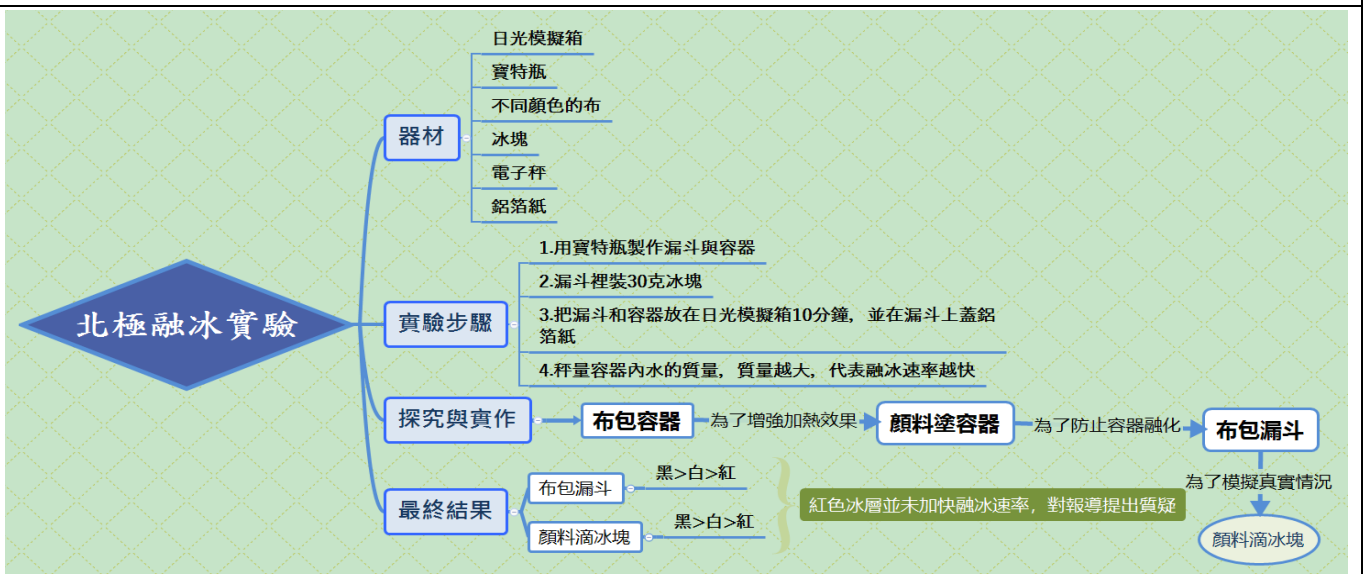 北極融冰實驗
器材
日光模擬箱
寶特瓶
不同顏色的布
冰塊
電子秤
鋁箔紙
實驗步驟
1.用寶特瓶製作漏斗與容器
2.漏斗裡裝30克冰塊
3.把漏斗和容器放在日光模擬箱10分鐘，並在漏斗上蓋鋁
箔紙
4.秤量容器內水的質量，質量越大，代表融冰速率越快
探究與實作
布包容器
為了增強加熱效果
顏料塗容器
為了防止容器融化
布包漏斗
為了模擬真實情況
顏料滴冰塊
最終結果
布包漏斗
黑>白>紅
顏料滴冰塊
黑>白>紅
紅色冰層並未加快融冰速率，對報導提出質疑